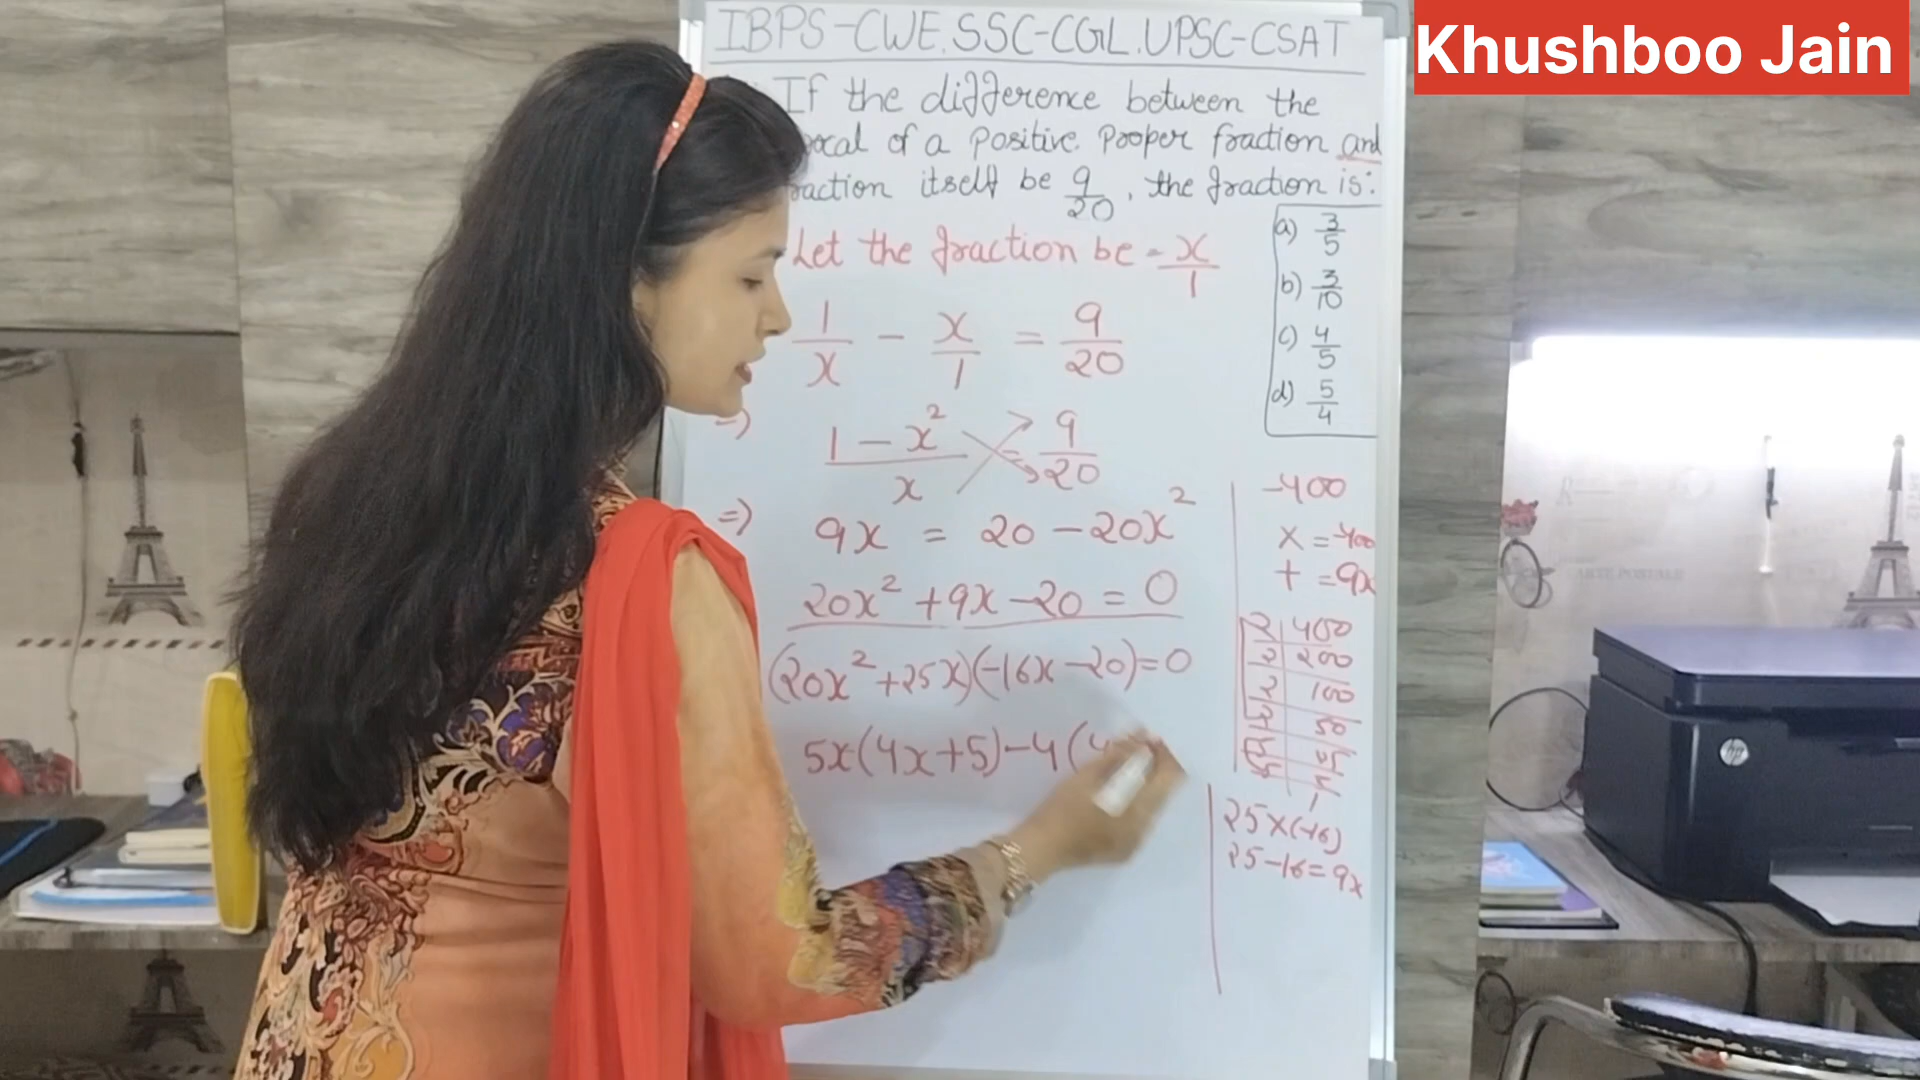 Khushboo Jain
IBPS-CWE.SSC-CGL.UPSC-CSAT
If the difference between the
of a positive Proper fraction and
itself be 9/20, the fraction is:
a) 3/5
b) 3/10
c) 4/5
d) 5/4
Let the fraction be = x/1
1/x - x/1 = 9/20
=> (1 - x²)/x = 9/20
=> 9x = 20 - 20x²
20x² + 9x - 20 = 0
(20x² + 25x)(-16x - 20) = 0
5x(4x+5) - 4(4
-400
x = -400
+ = 9x
2 400
2 200
2 100
2 50
5 25
5 5
1
25 x (-16)
25 - 16 = 9x
hp